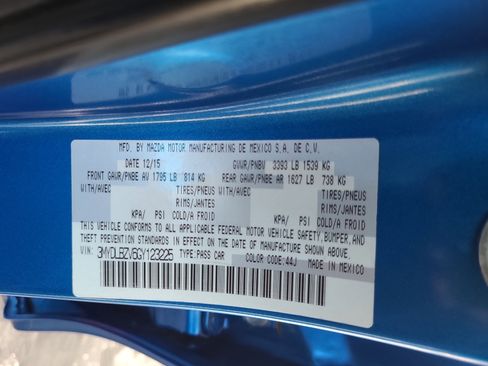 MFD. BY MAZDA MOTOR MANUFACTURING DE MEXICO S.A. DE C.V.
DATE 12/15 GVWR/PNBV 3393 LB 1539 KG
FRONT GAWR/PNBE AV 1795 LB 814 KG REAR GAWR/PNBE AR 1627 LB 738 KG
WITH/AVEC TIRES/PNEUS WITH/AVEC TIRES/PNEUS
RIMS/JANTES RIMS/JANTES
KPA/ PSI COLD/A FROID KPA/ PSI COLD/A FROID
THIS VEHICLE CONFORMS TO ALL APPLICABLE FEDERAL MOTOR VEHICLE SAFETY,BUMPER,AND
THEFT PREVENTION STANDARDS IN EFFECT ON THE DATE OF MANUFACTURE SHOWN ABOVE.
VIN: 3MYDLBZV6GY123225 TYPE:PASS CAR COLOR CODE:44J MADE IN MEXICO